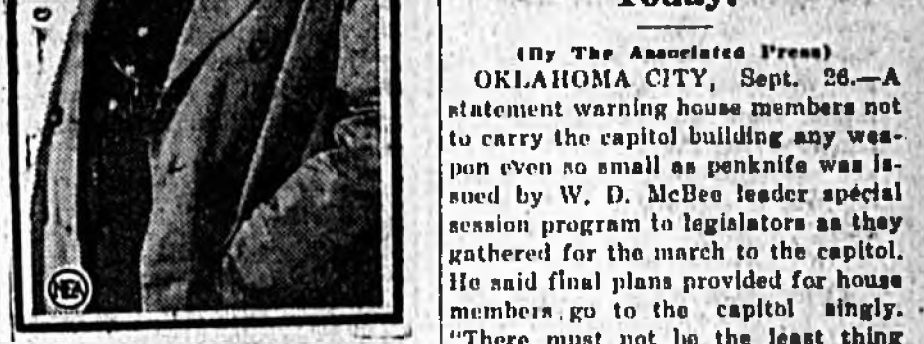 NEA
Today.
(By The Associated Press)
OKLAHOMA CITY, Sept. 26.—A
statement warning house members not
to carry the capitol building any wea-
pon even so small as penknife was is-
sued by W. D. McBee leader special
session program to legislators as they
gathered for the march to the capitol.
He said final plans provided for house
members go to the capitol singly.
"There must not be the least thing